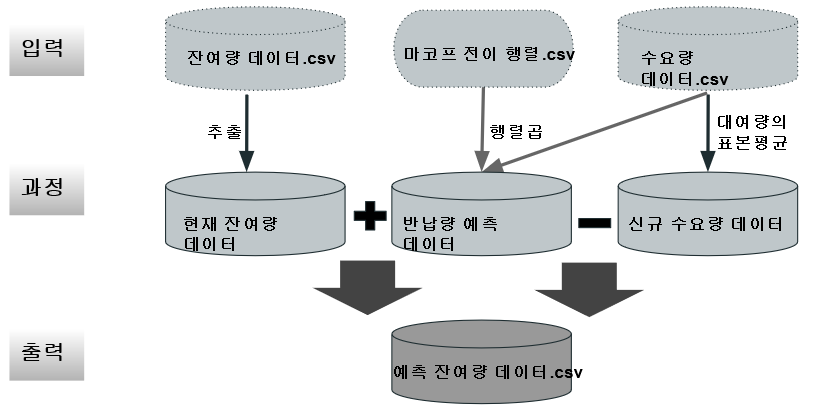 입력
잔여량 데이터.csv
마코프 전이 행렬.csv
수요량
데이터.csv
추출
행렬곱
대여량의
표본평균
과정
현재 잔여량
데이터
+
반납량 예측
데이터
-
신규 수요량 데이터
출력
예측 잔여량 데이터.csv